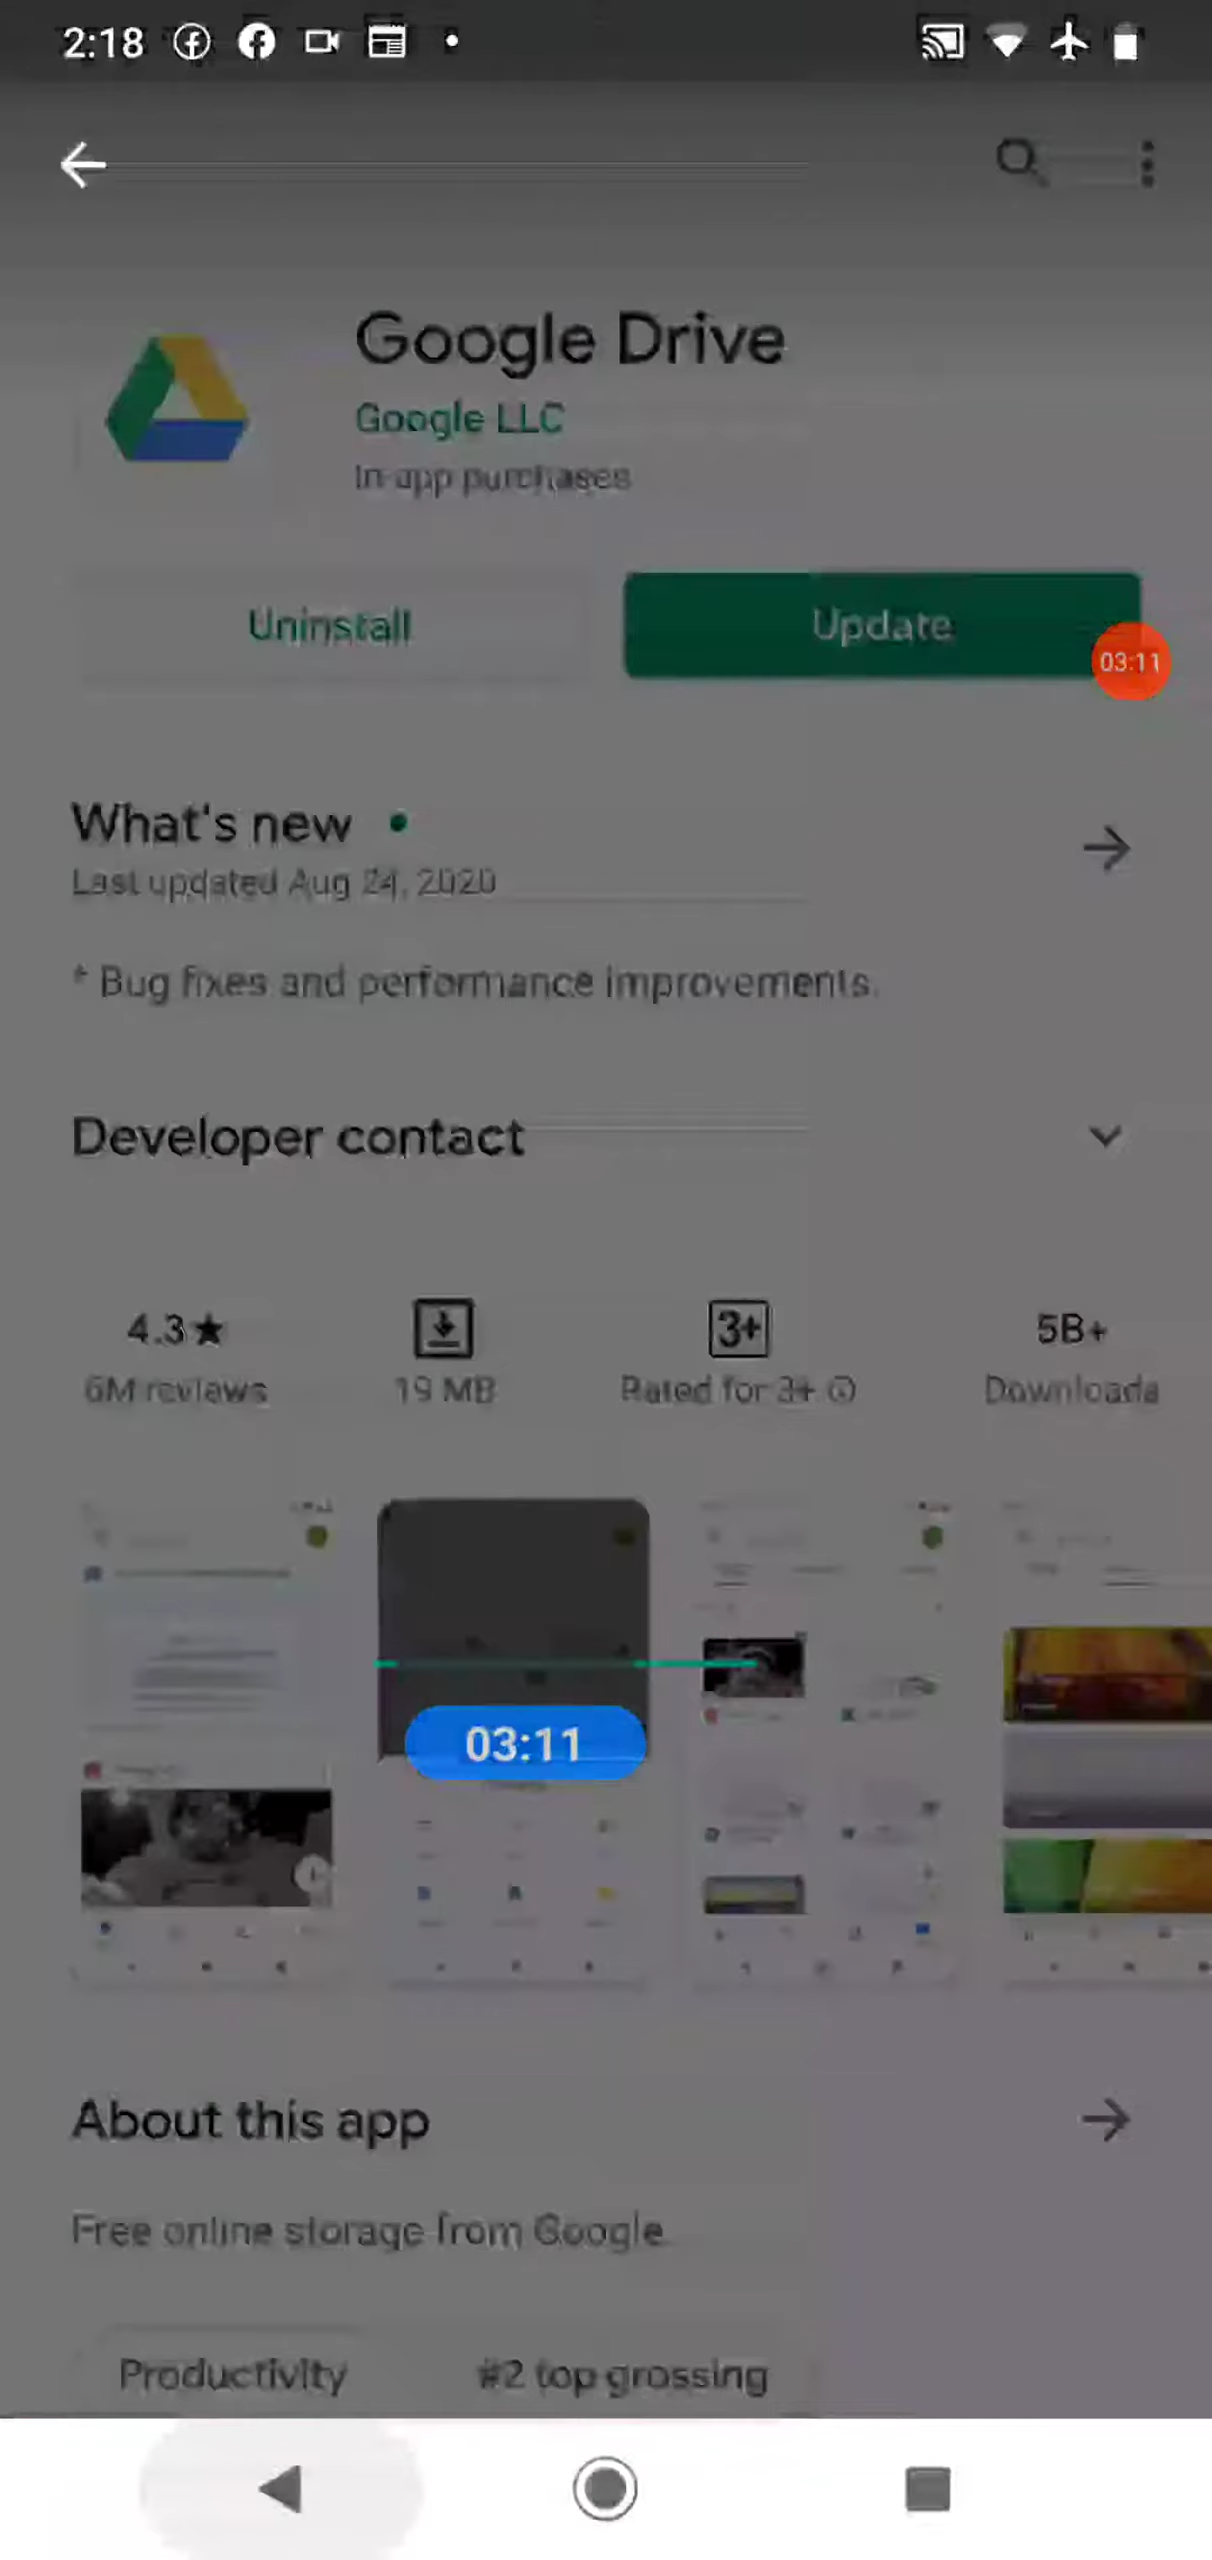 2:18
Google Drive
Google LLC
In-app purchases
Uninstall
Update
03:11
What's new
Last updated Aug 24, 2020
* Bug fixes and performance improvements.
Developer contact
4.3★
3+
5B+
6M reviews
19 MB
Rated for 3+
Downloads
03:11
About this app
Free online storage from Google.
Productivity
#2 top grossing